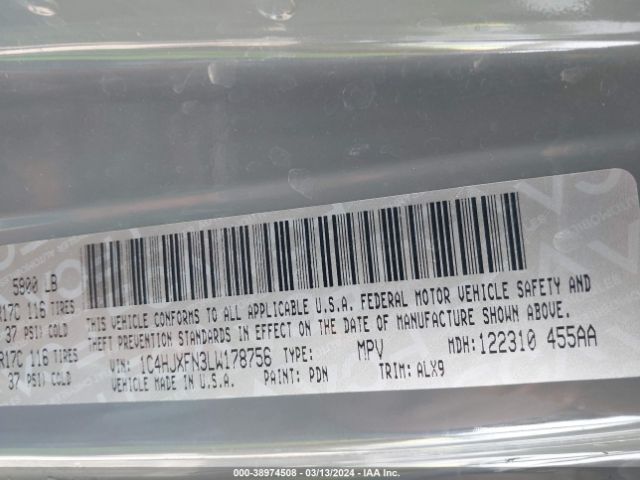 5800 LB
R17C 116 TIRES
37 PSI/ COLD
R17C 116 TIRES
37 PSI/ COLD
THIS VEHICLE CONFORMS TO ALL APPLICABLE U.S.A. FEDERAL MOTOR VEHICLE SAFETY AND
THEFT PREVENTION STANDARDS IN EFFECT ON THE DATE OF MANUFACTURE SHOWN ABOVE.
VIN: 1C4HJXFN3LW178756 TYPE: MPV MDH: 122310 455AA
VEHICLE MADE IN U.S.A. PAINT: PDN TRIM: ALX9
000-38974508 - 03/13/2024 - IAA Inc.